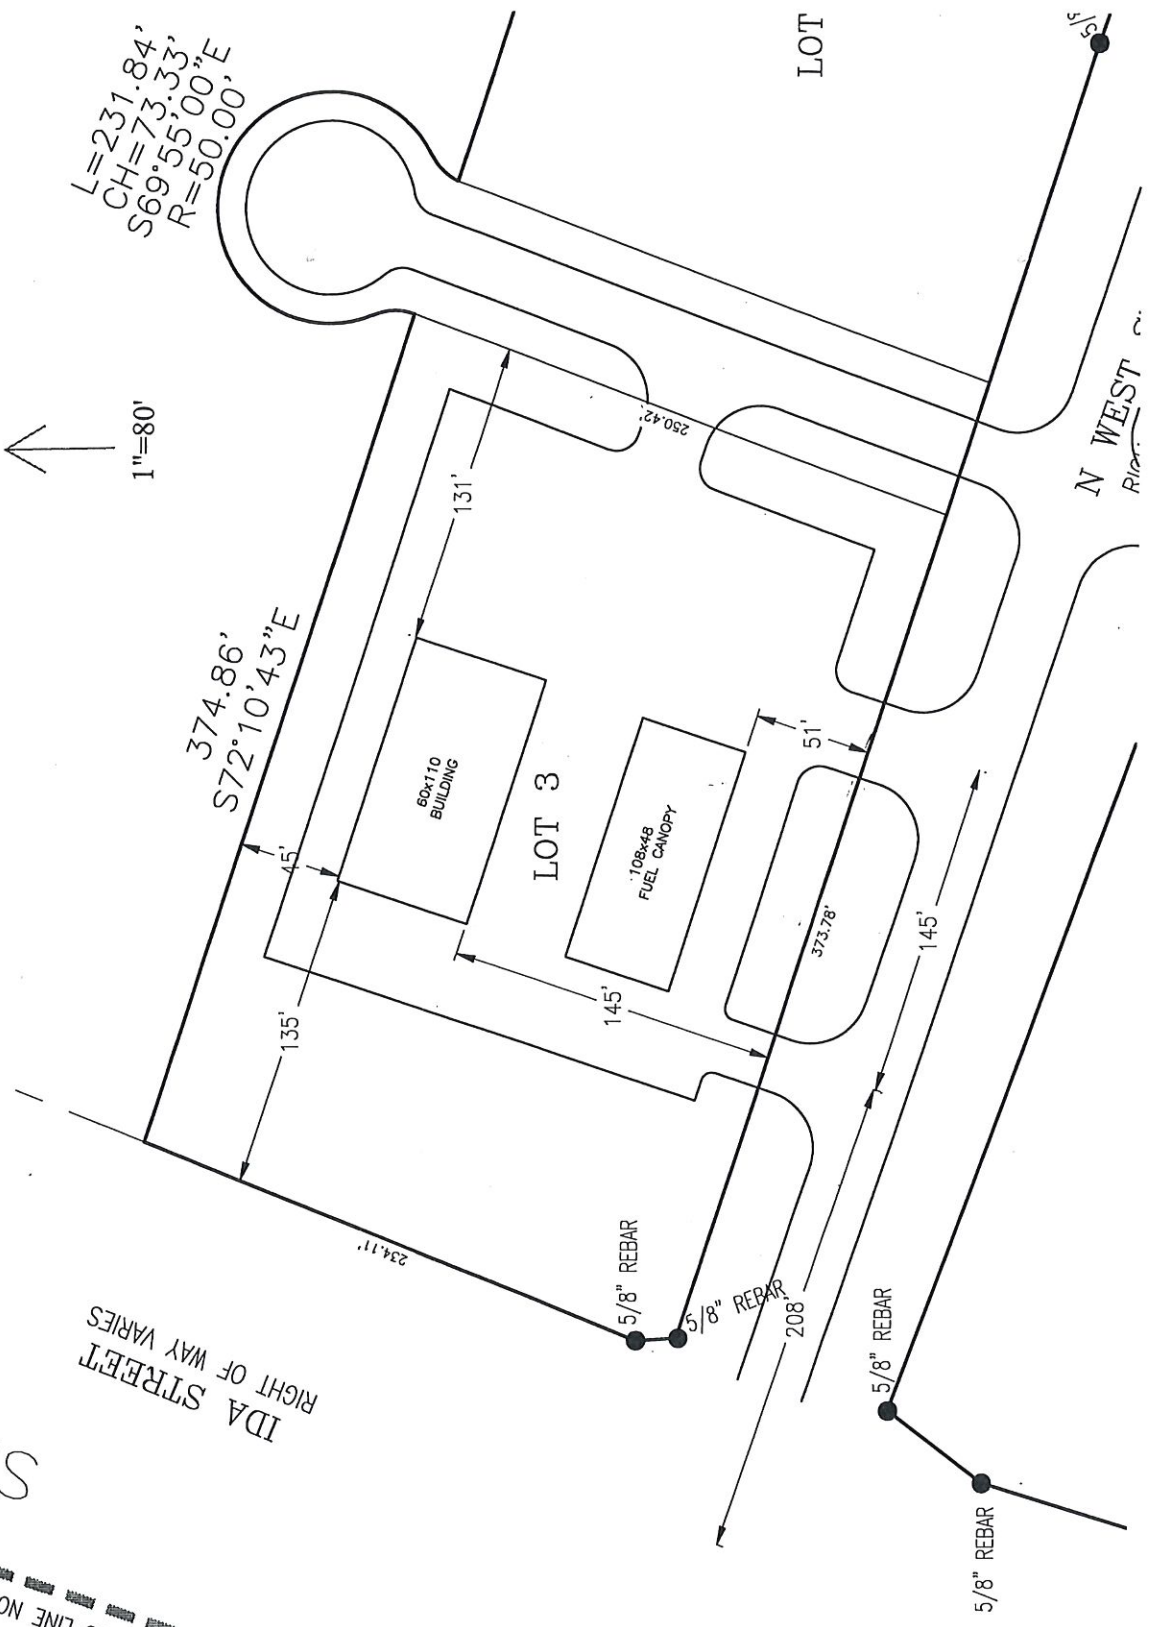 L=231.84'
CH=73.33'
S69°55'00"E
R=50.00'
LOT
1"=80'
374.86'
S72°10'43"E
131'
250.42'
60x110
BUILDING
LOT 3
108x48
FUEL CANOPY
51'
45'
135'
145'
373.78'
145'
N WEST
234.11'
5/8" REBAR
5/8" REBAR
208'
5/8" REBAR
5/8" REBAR
IDA STREET
RIGHT OF WAY VARIES
S
LINE NO